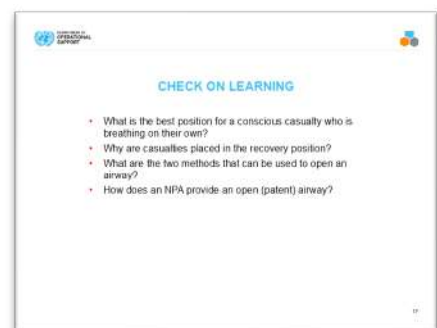 OPERATIONAL
SUPPORT
CHECK ON LEARNING
• What is the best position for a conscious casualty who is
breathing on their own?
• Why are casualties placed in the recovery position?
• What are the two methods that can be used to open an
airway?
• How does an NPA provide an open (patent) airway?